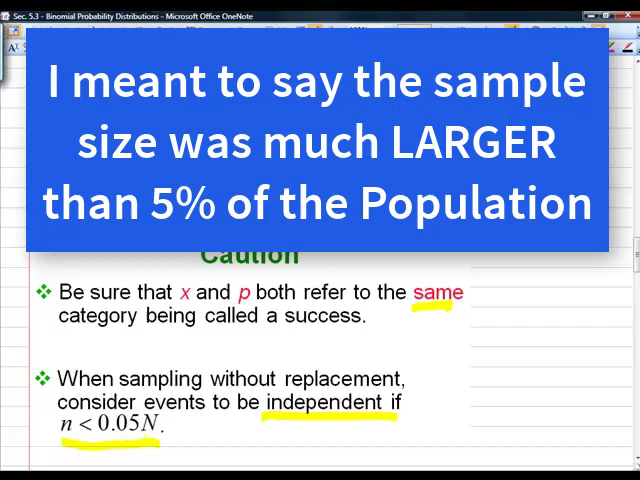 Sec. 5.3 - Binomial Probability Distributions - Microsoft Office OneNote
I meant to say the sample
size was much LARGER
than 5% of the Population
Caution
Be sure that x and p both refer to the same
category being called a success.
When sampling without replacement,
consider events to be independent if
n < 0.05N.